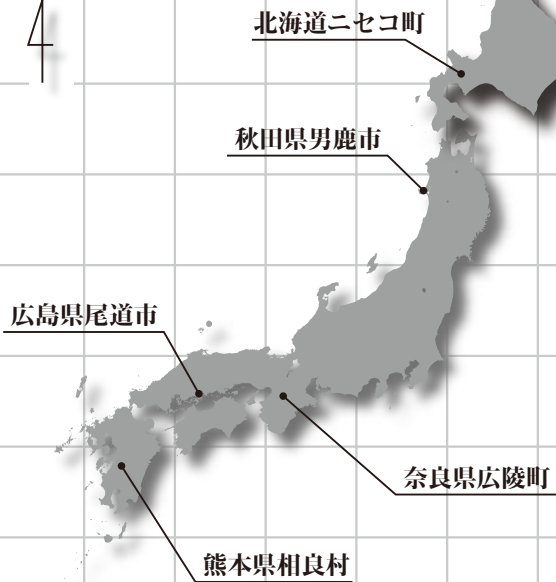 北海道ニセコ町
秋田県男鹿市
広島県尾道市
奈良県広陵町
熊本県相良村